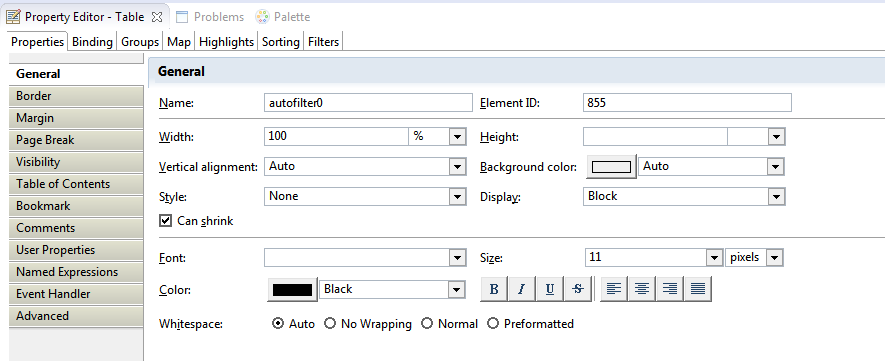 Property Editor - Table Problems Palette
Properties Binding Groups Map Highlights Sorting Filters
General
Border
Margin
Page Break
Visibility
Table of Contents
Bookmark
Comments
User Properties
Named Expressions
Event Handler
Advanced
General
Name: autofilter0 Element ID: 855
Width: 100 % Height:
Vertical alignment: Auto Background color: Auto
Style: None Display: Block
Can shrink
Font: Size: 11 pixels
Color: Black B I U S
Whitespace: Auto No Wrapping Normal Preformatted